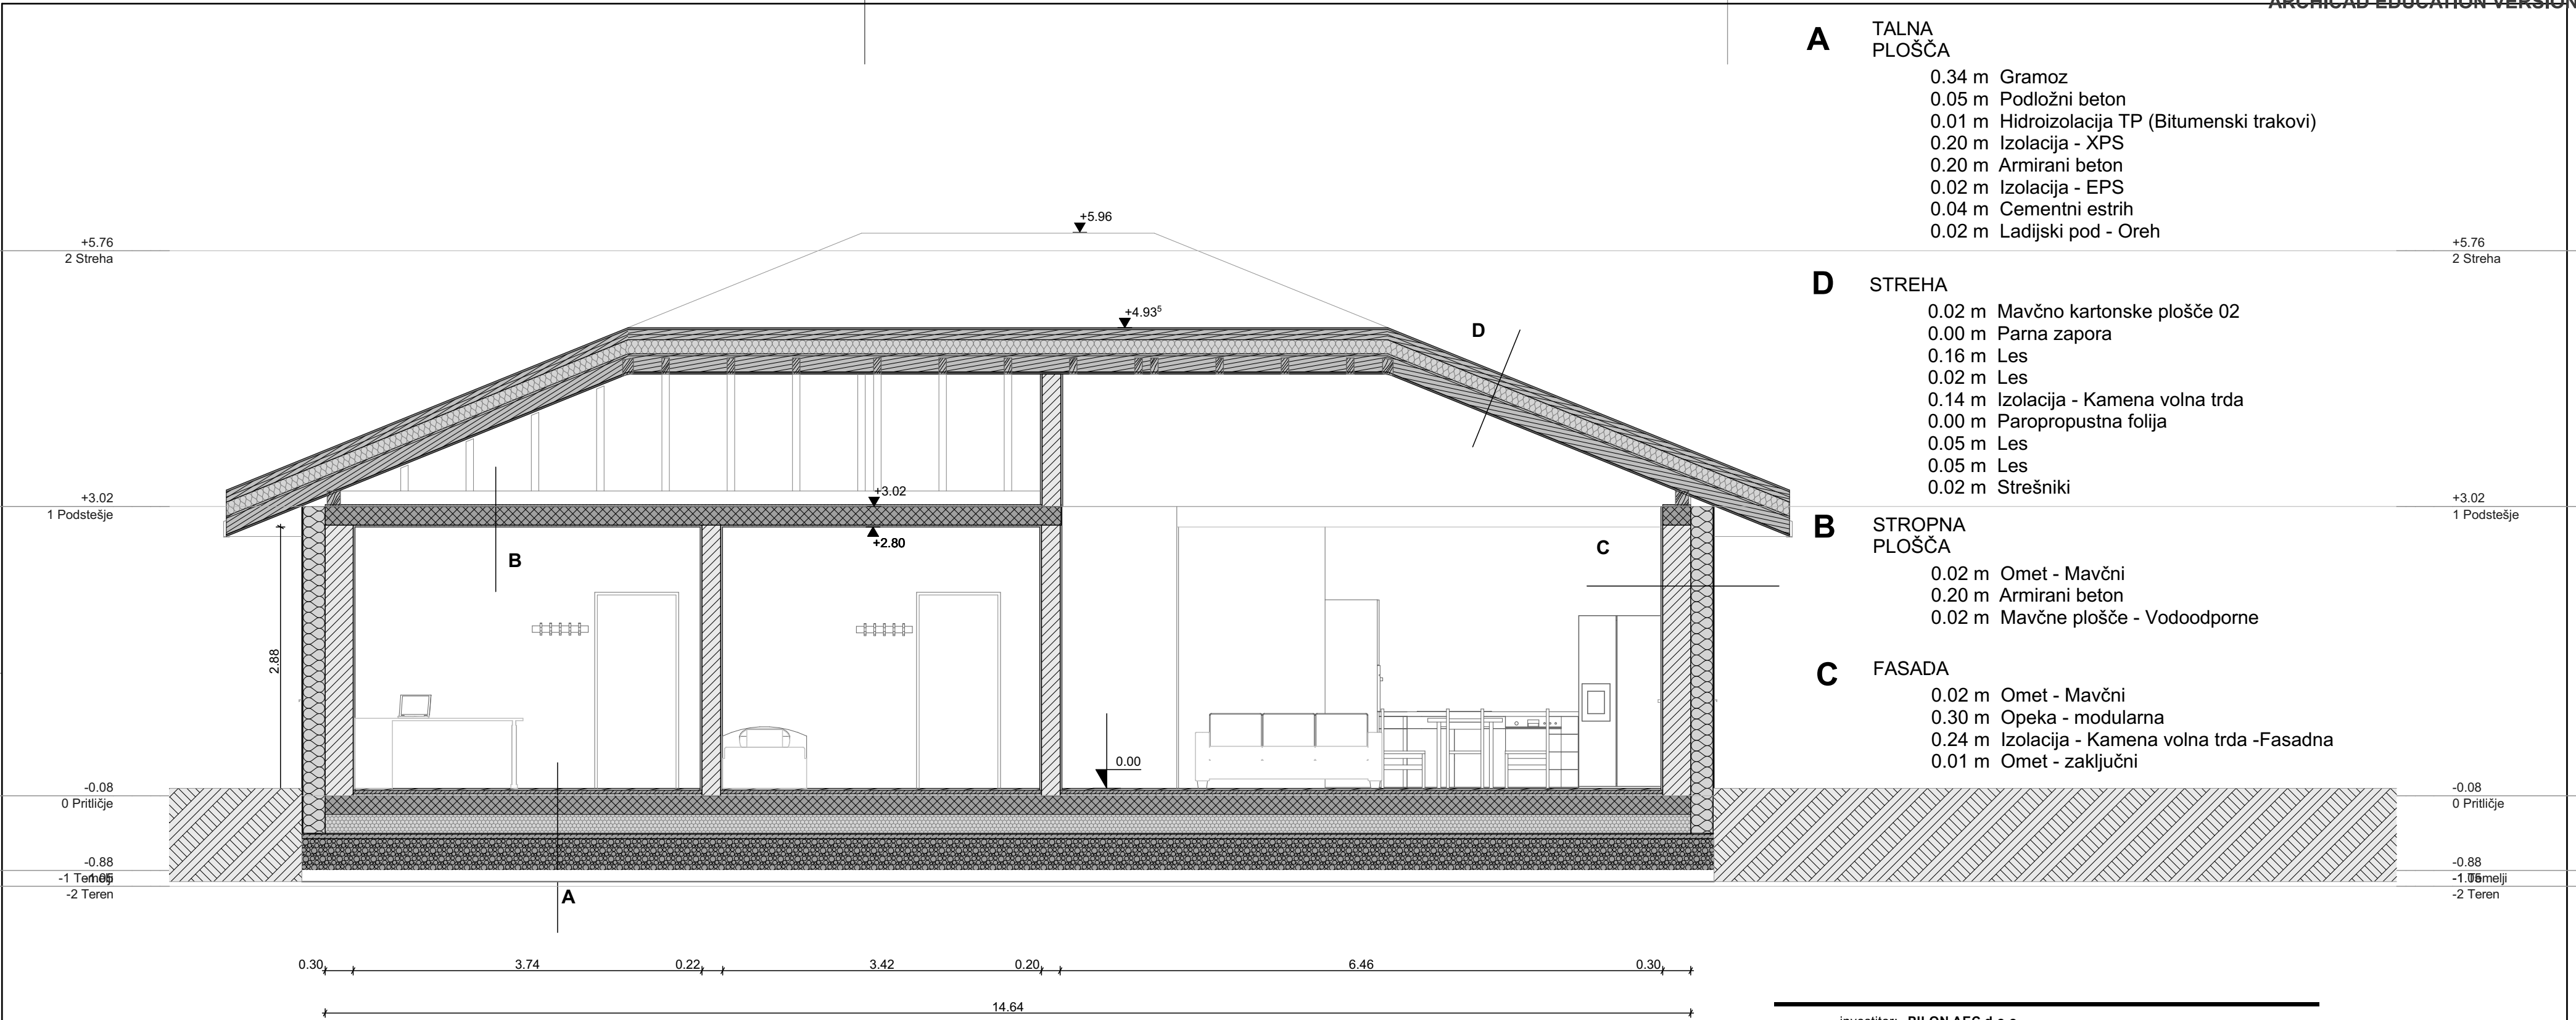 ARCHICAD EDUCATION VERSION
A TALNA
PLOŠČA
0.34 m Gramoz
0.05 m Podložni beton
0.01 m Hidroizolacija TP (Bitumenski trakovi)
0.20 m Izolacija - XPS
0.20 m Armirani beton
0.02 m Izolacija - EPS
0.04 m Cementni estrih
0.02 m Ladijski pod - Oreh
D STREHA
0.02 m Mavčno kartonske plošče 02
0.00 m Parna zapora
0.16 m Les
0.02 m Les
0.14 m Izolacija - Kamena volna trda
0.00 m Paropropustna folija
0.05 m Les
0.05 m Les
0.02 m Strešniki
B STROPNA
PLOŠČA
0.02 m Omet - Mavčni
0.20 m Armirani beton
0.02 m Mavčne plošče - Vodoodporne
C FASADA
0.02 m Omet - Mavčni
0.30 m Opeka - modularna
0.24 m Izolacija - Kamena volna trda -Fasadna
0.01 m Omet - zaključni
+5.96
+5.76
2 Streha
+5.76
2 Streha
+4.93⁵
D
+3.02
1 Podstešje
+3.02
+3.02
1 Podstešje
+2.80
B
C
2.88
0.00
-0.08
0 Pritličje
-0.08
0 Pritličje
-0.88
-1 Temelji
-2 Teren
-0.88
-1.05
-2 Teren
A
0.30 3.74 0.22 3.42 0.20 6.46 0.30
14.64
investitor: BILON AEC d.o.o.